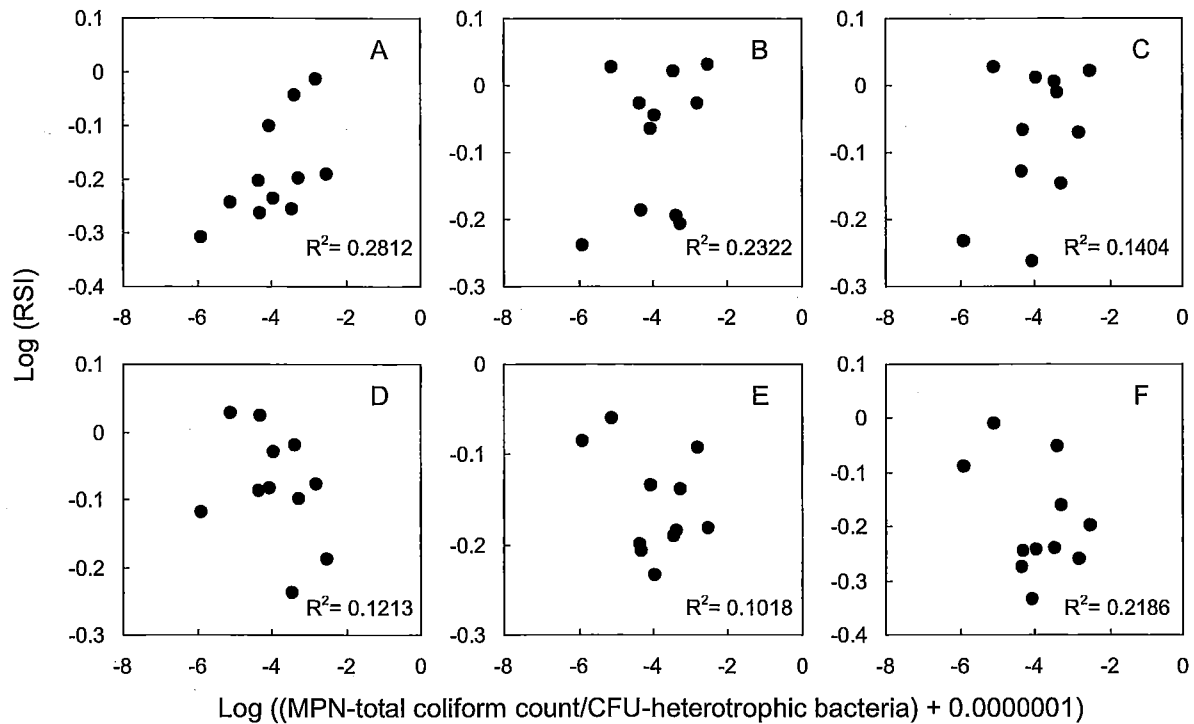 0.1
0
-0.1
-0.2
-0.3
-0.4
A
R²= 0.2812
-8 -6 -4 -2 0
0.1
0
-0.1
-0.2
-0.3
B
R²= 0.2322
-8 -6 -4 -2 0
0.1
0
-0.1
-0.2
-0.3
C
R²= 0.1404
-8 -6 -4 -2 0
Log (RSI)
0.1
0
-0.1
-0.2
-0.3
D
R²= 0.1213
-8 -6 -4 -2 0
0
-0.1
-0.2
-0.3
E
R²= 0.1018
-8 -6 -4 -2 0
0.1
0
-0.1
-0.2
-0.3
-0.4
F
R²= 0.2186
-8 -6 -4 -2 0
Log ((MPN-total coliform count/CFU-heterotrophic bacteria) + 0.0000001)